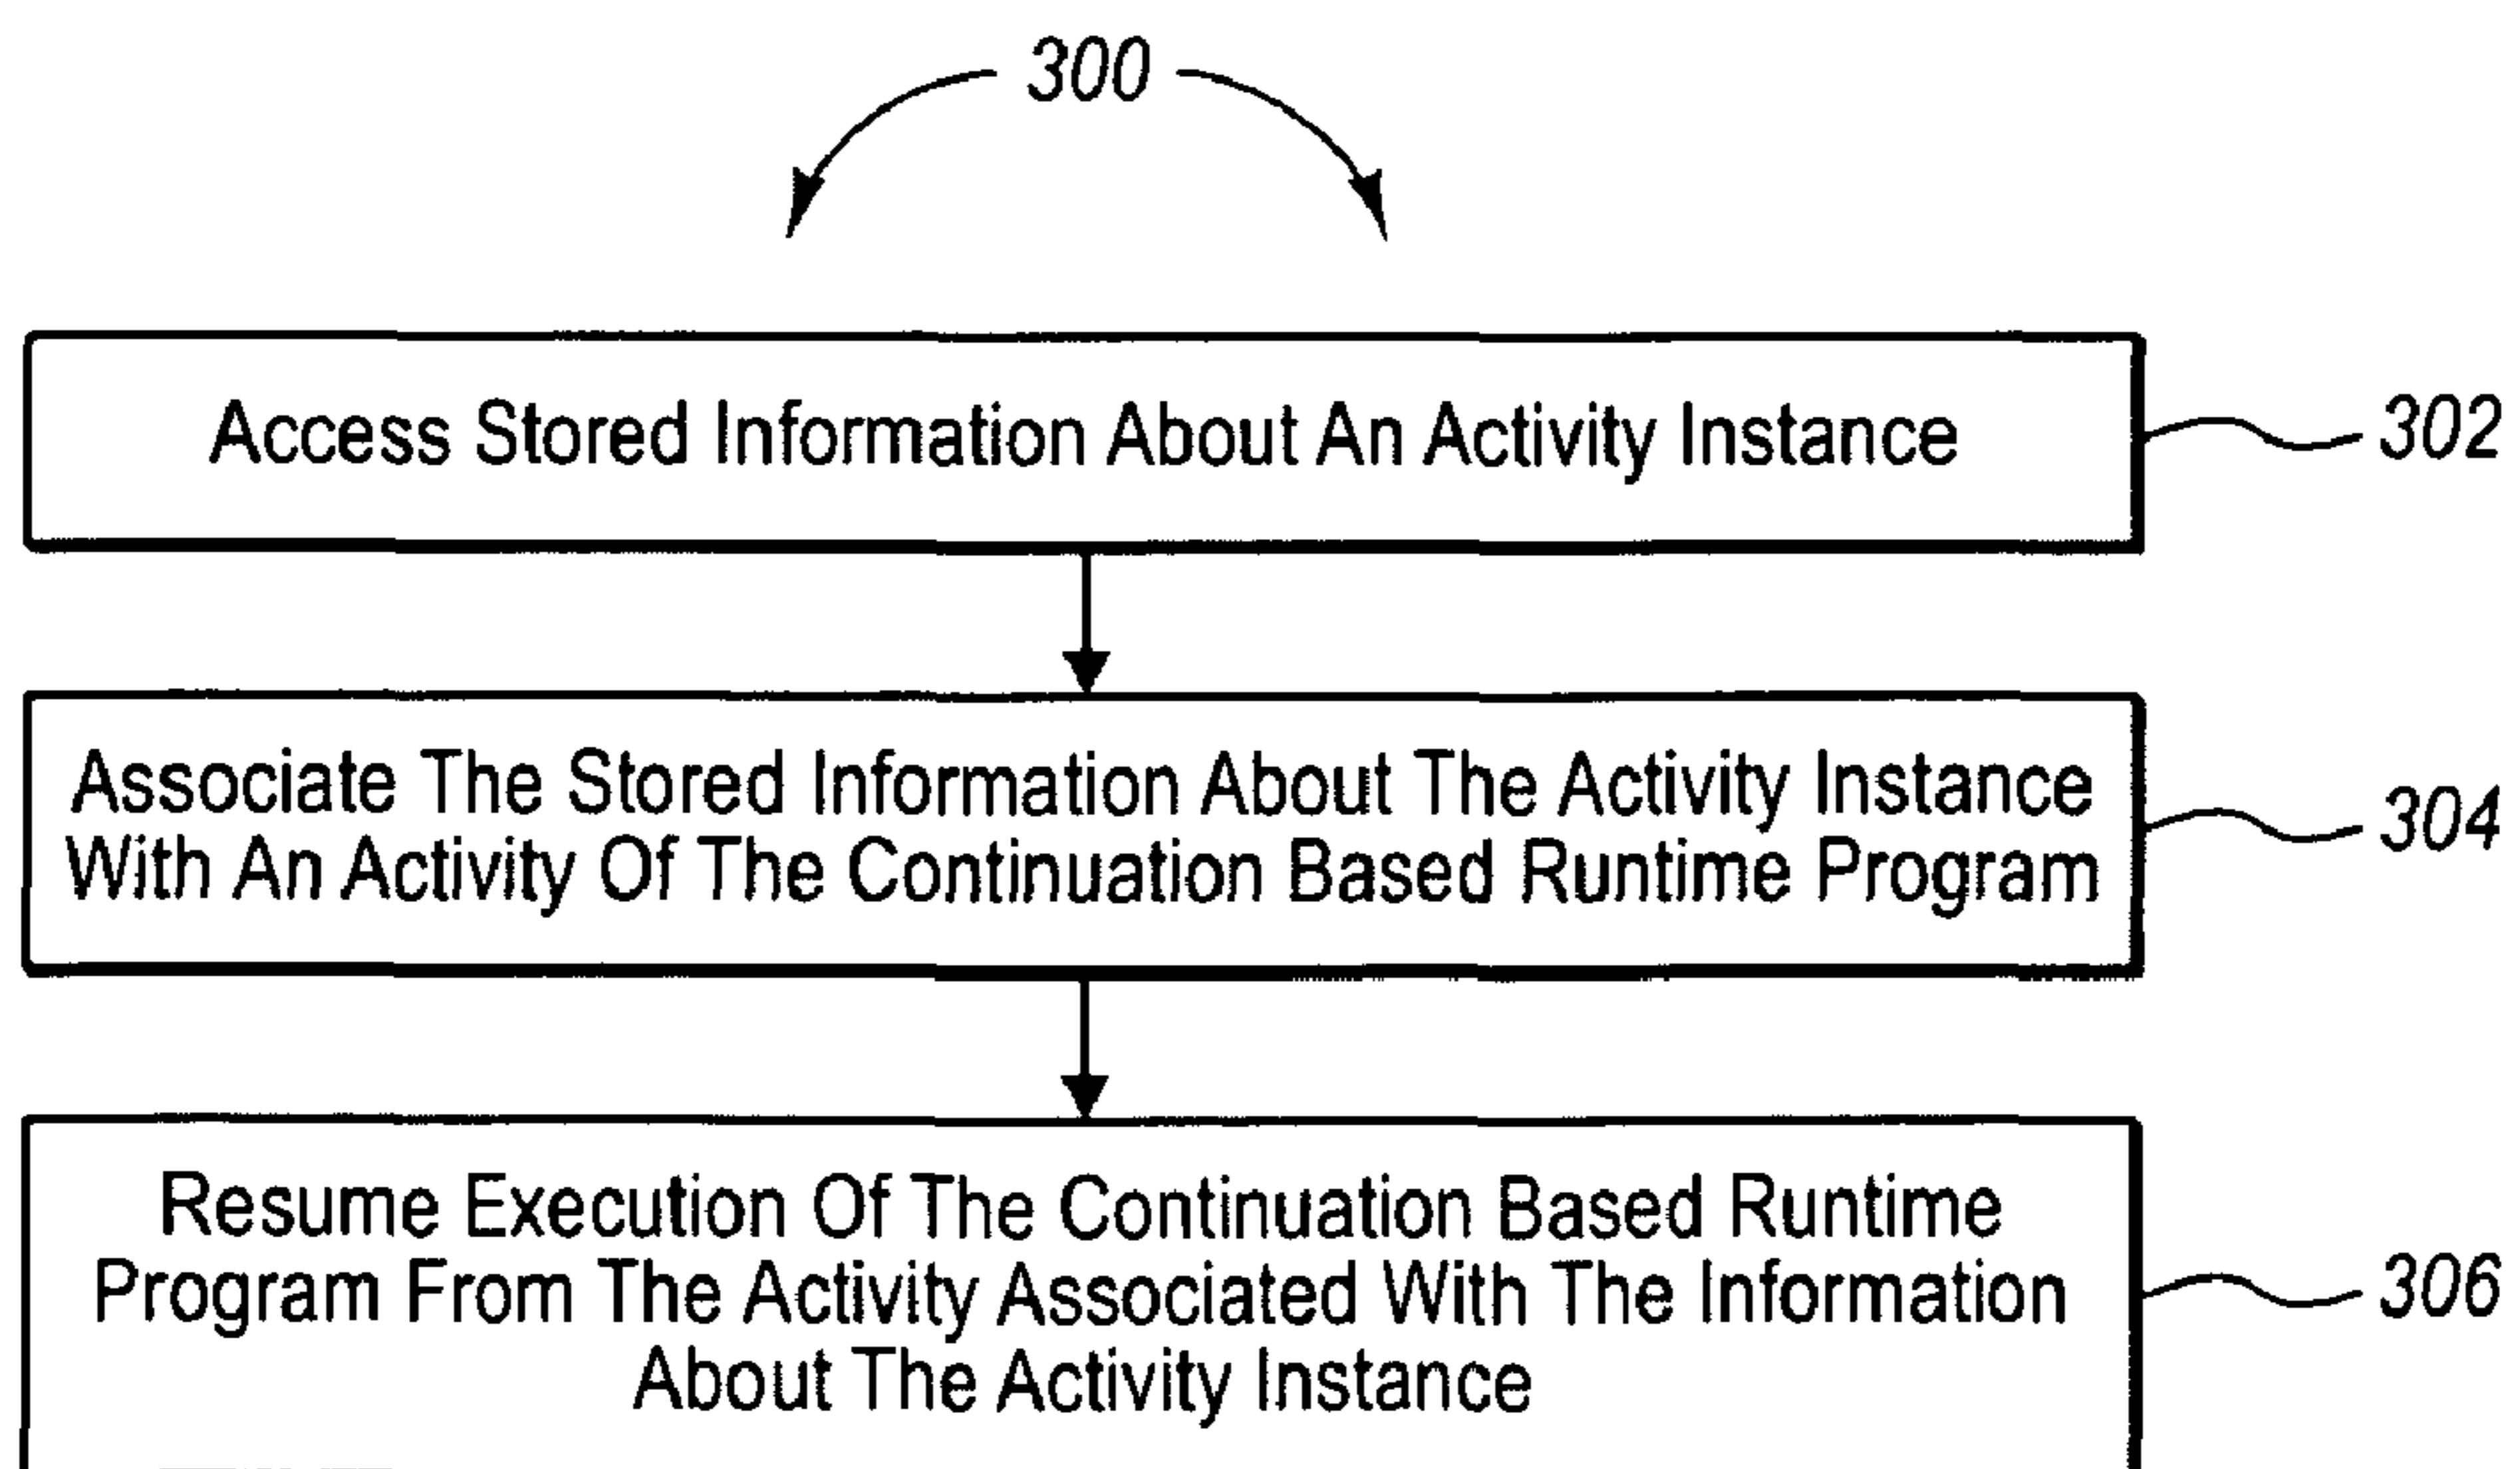 300
Access Stored Information About An Activity Instance
302
Associate The Stored Information About The Activity Instance
With An Activity Of The Continuation Based Runtime Program
304
Resume Execution Of The Continuation Based Runtime
Program From The Activity Associated With The Information
About The Activity Instance
306